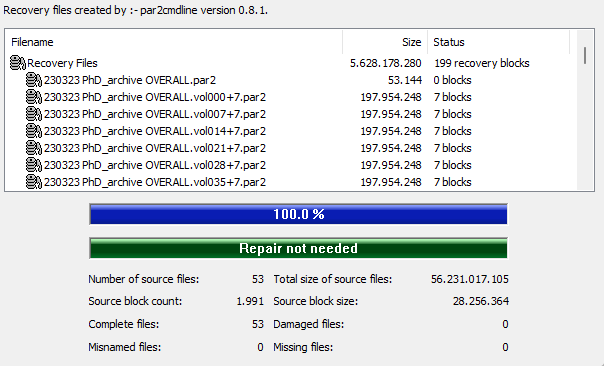 Recovery files created by :- par2cmdline version 0.8.1.
Filename Size Status
Recovery Files 5.628.178.280 199 recovery blocks
230323 PhD_archive OVERALL.par2 53.144 0 blocks
230323 PhD_archive OVERALL.vol000+7.par2 197.954.248 7 blocks
230323 PhD_archive OVERALL.vol007+7.par2 197.954.248 7 blocks
230323 PhD_archive OVERALL.vol014+7.par2 197.954.248 7 blocks
230323 PhD_archive OVERALL.vol021+7.par2 197.954.248 7 blocks
230323 PhD_archive OVERALL.vol028+7.par2 197.954.248 7 blocks
230323 PhD_archive OVERALL.vol035+7.par2 197.954.248 7 blocks
100.0 %
Repair not needed
Number of source files: 53 Total size of source files: 56.231.017.105
Source block count: 1.991 Source block size: 28.256.364
Complete files: 53 Damaged files: 0
Misnamed files: 0 Missing files: 0